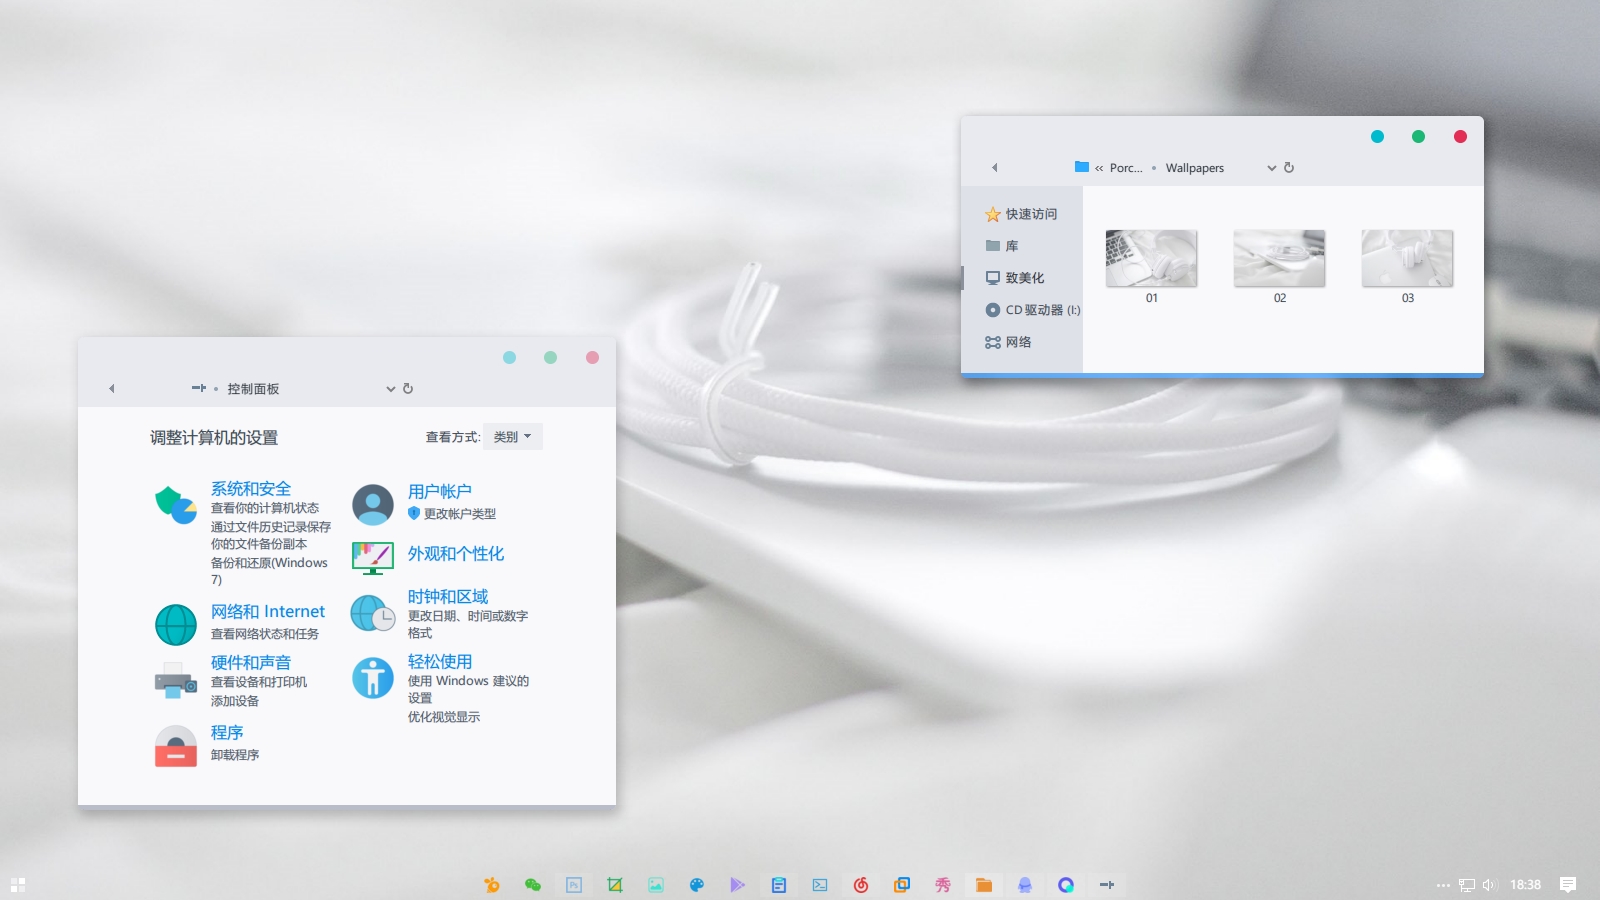 << Porc... • Wallpapers
快速访问
库
致美化
CD 驱动器 (I:)
网络
01
02
03
控制面板
调整计算机的设置
查看方式: 类别
系统和安全
查看你的计算机状态
通过文件历史记录保存
你的文件备份副本
备份和还原(Windows
7)
网络和 Internet
查看网络状态和任务
硬件和声音
查看设备和打印机
添加设备
程序
卸载程序
用户帐户
更改帐户类型
外观和个性化
时钟和区域
更改日期、时间或数字
格式
轻松使用
使用 Windows 建议的
设置
优化视觉显示
Ps
秀
18:38